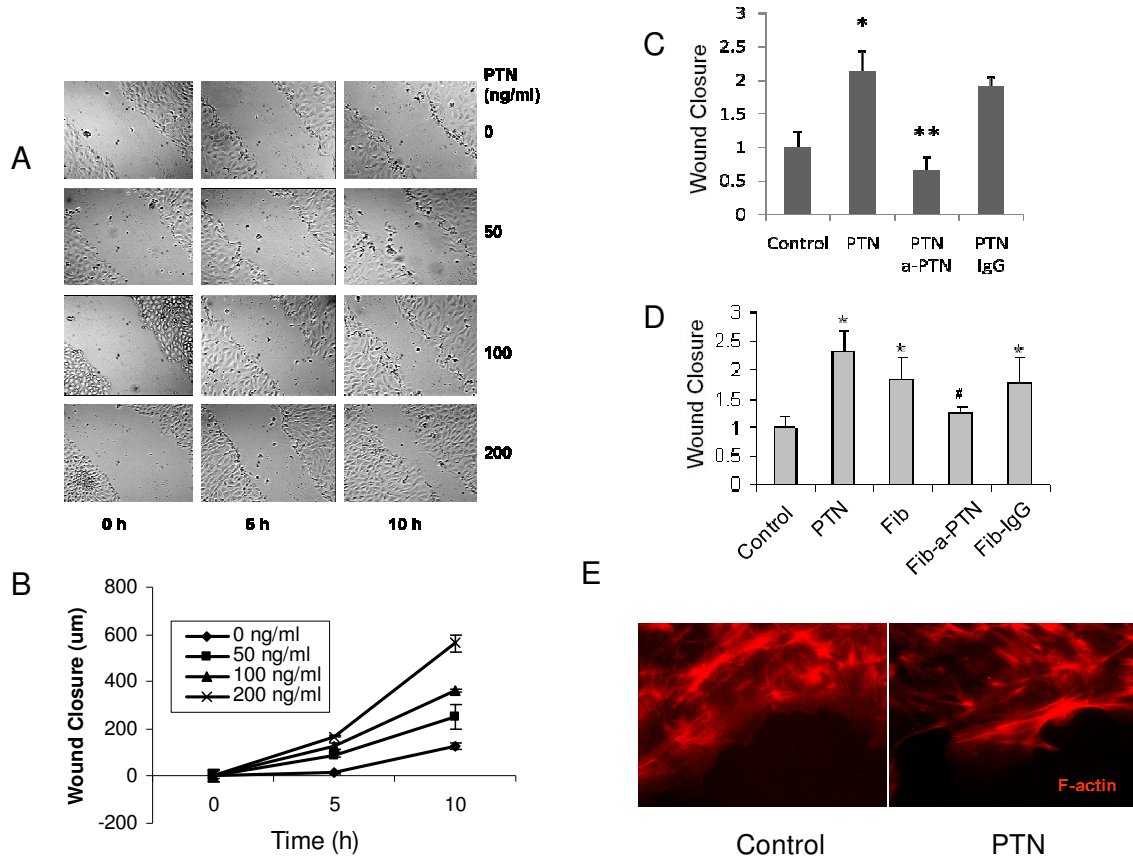 A
PTN
(ng/ml)
0
50
100
200
0 h
5 h
10 h
B
Wound Closure (um)
800
600
400
200
0
-200
0 ng/ml
50 ng/ml
100 ng/ml
200 ng/ml
0
5
10
Time (h)
C
Wound Closure
3
2.5
2
1.5
1
0.5
0
*
**
Control
PTN
PTN
a-PTN
PTN
IgG
D
Wound Closure
3
2.5
2
1.5
1
0.5
0
*
*
#
*
Control
PTN
Fib
Fib-a-PTN
Fib-IgG
E
F-actin
Control
PTN